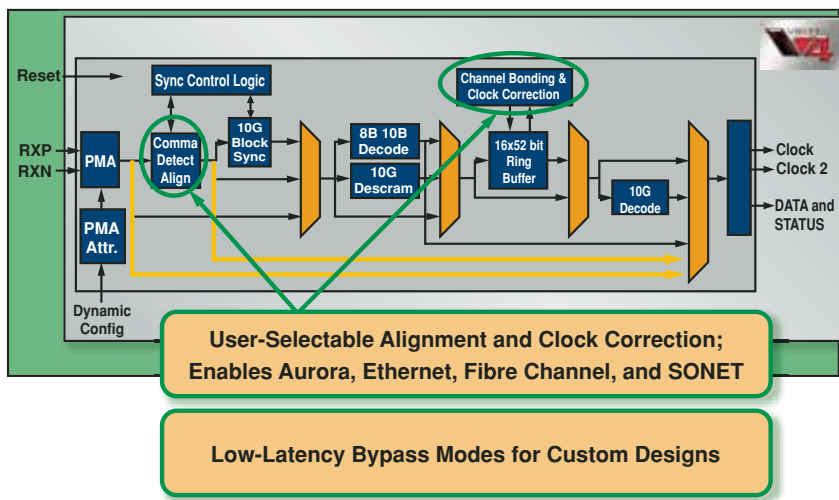 V4
Reset
Sync Control Logic
Channel Bonding &
Clock Correction
RXP
RXN
PMA
Comma
Detect
Align
10G
Block
Sync
8B 10B
Decode
10G
Descram
16x52 bit
Ring
Buffer
10G
Decode
Clock
Clock 2
DATA and
STATUS
PMA
Attr.
Dynamic
Config
User-Selectable Alignment and Clock Correction;
Enables Aurora, Ethernet, Fibre Channel, and SONET
Low-Latency Bypass Modes for Custom Designs